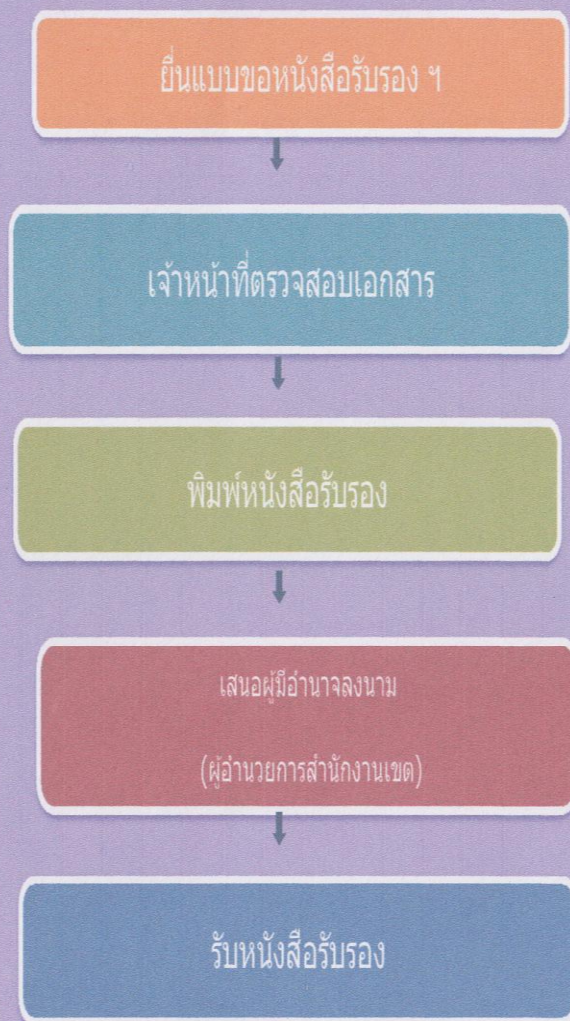 ยื่นแบบขอหนังสือรับรอง ฯ
เจ้าหน้าที่ตรวจสอบเอกสาร
พิมพ์หนังสือรับรอง
เสนอผู้มีอำนาจลงนาม
(ผู้อำนวยการสำนักงานเขต)
รับหนังสือรับรอง